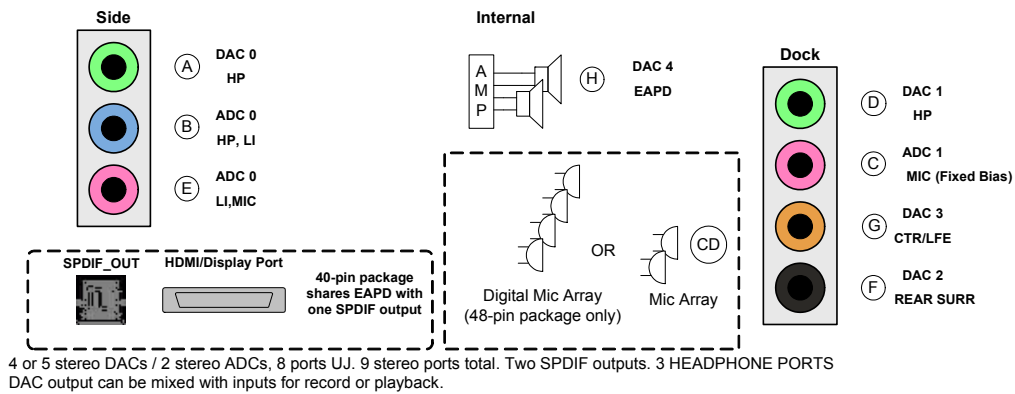 Side
A
DAC 0
HP
B
ADC 0
HP, LI
E
ADC 0
LI,MIC
Internal
A
M
P
H
DAC 4
EAPD
Dock
D
DAC 1
HP
C
ADC 1
MIC (Fixed Bias)
G
DAC 3
CTR/LFE
F
DAC 2
REAR SURR
SPDIF_OUT
HDMI/Display Port
40-pin package
shares EAPD with
one SPDIF output
Digital Mic Array
(48-pin package only)
OR
CD
Mic Array
4 or 5 stereo DACs / 2 stereo ADCs, 8 ports UJ. 9 stereo ports total. Two SPDIF outputs. 3 HEADPHONE PORTS
DAC output can be mixed with inputs for record or playback.